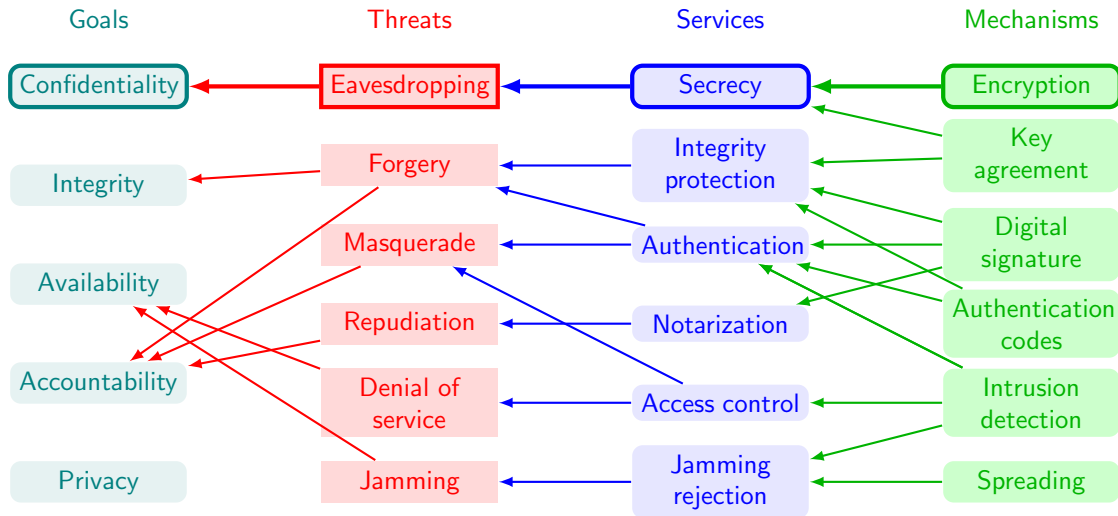 Goals
Threats
Services
Mechanisms
Confidentiality
Eavesdropping
Secrecy
Encryption
Integrity
Forgery
Integrity
protection
Key
agreement
Availability
Masquerade
Authentication
Digital
signature
Accountability
Repudiation
Notarization
Authentication
codes
Denial of
service
Access control
Intrusion
detection
Privacy
Jamming
Jamming
rejection
Spreading